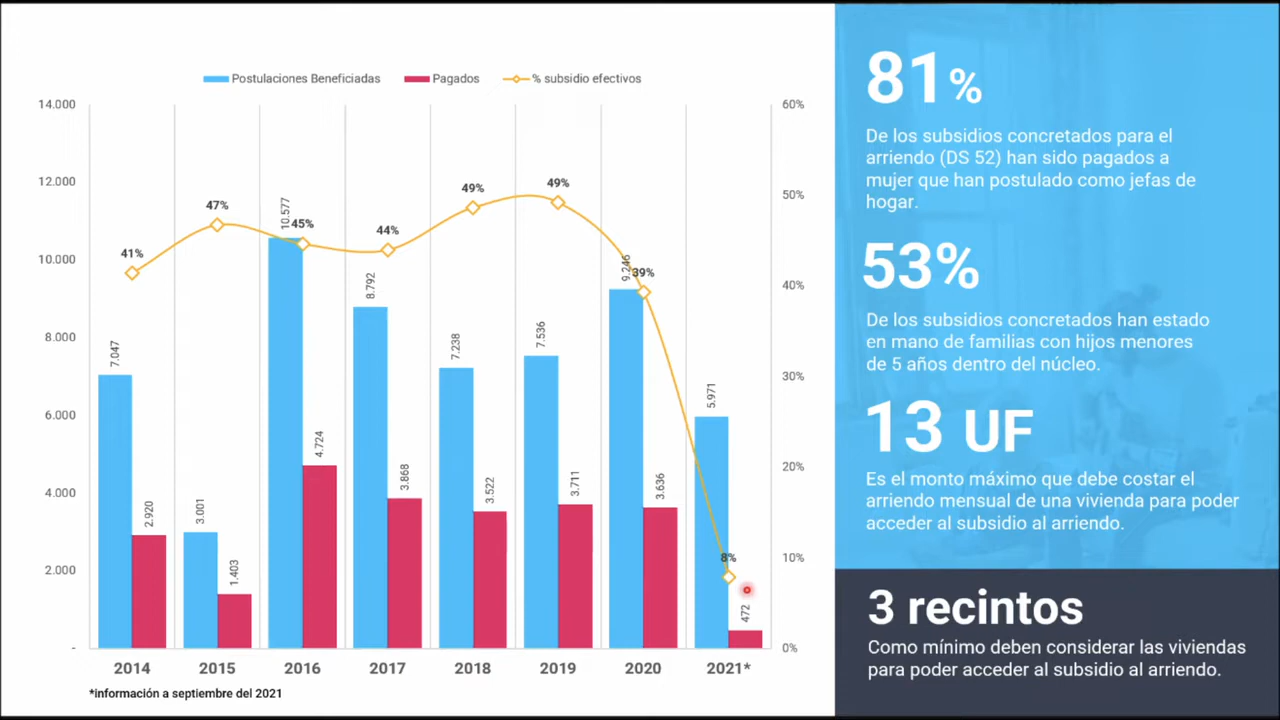 Postulaciones Beneficiadas Pagados % subsidio efectivos
14.000
12.000
10.000
8.000
6.000
4.000
2.000
-
60%
50%
40%
30%
20%
10%
0%
41%
47%
45%
44%
49%
49%
39%
8%
7.047
2.920
3.001
1.403
10.577
4.724
8.792
3.868
7.238
3.522
7.536
3.711
9.246
3.636
5.971
472
2014 2015 2016 2017 2018 2019 2020 2021*
*información a septiembre del 2021
81%
De los subsidios concretados para el
arriendo (DS 52) han sido pagados a
mujer que han postulado como jefas de
hogar.
53%
De los subsidios concretados han estado
en mano de familias con hijos menores
de 5 años dentro del núcleo.
13 UF
Es el monto máximo que debe costar el
arriendo mensual de una vivienda para poder
acceder al subsidio al arriendo.
3 recintos
Como mínimo deben considerar las viviendas
para poder acceder al subsidio al arriendo.